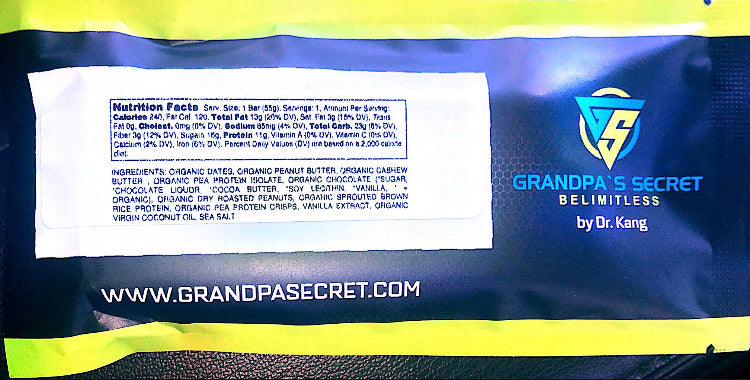 Nutrition Facts Serv. Size: 1 Bar (55g), Servings: 1, Amount Per Serving:
Calories 240, Fat Cal. 120, Total Fat 13g (20% DV), Sat. Fat 3g (15% DV), Trans
Fat 0g, Cholest. 0mg (0% DV), Sodium 85mg (4% DV), Total Carb. 23g (8% DV),
Fiber 3g (12% DV), Sugars 16g, Protein 11g, Vitamin A (0% DV), Vitamin C (0% DV),
Calcium (2% DV), Iron (6% DV). Percent Daily Values (DV) are based on a 2,000 calorie
diet.
INGREDIENTS: ORGANIC DATES, ORGANIC PEANUT BUTTER, ORGANIC CASHEW
BUTTER , ORGANIC PEA PROTEIN ISOLATE, ORGANIC CHOCOLATE (*SUGAR,
*CHOCOLATE LIQUOR, *COCOA BUTTER, *SOY LECITHIN, *VANILLA, * =
ORGANIC), ORGANIC DRY ROASTED PEANUTS, ORGANIC SPROUTED BROWN
RICE PROTEIN, ORGANIC PEA PROTEIN CRISPS, VANILLA EXTRACT, ORGANIC
VIRGIN COCONUT OIL, SEA SALT
GS
GRANDPA`S SECRET
BELIMITLESS
by Dr. Kang
WWW.GRANDPASECRET.COM